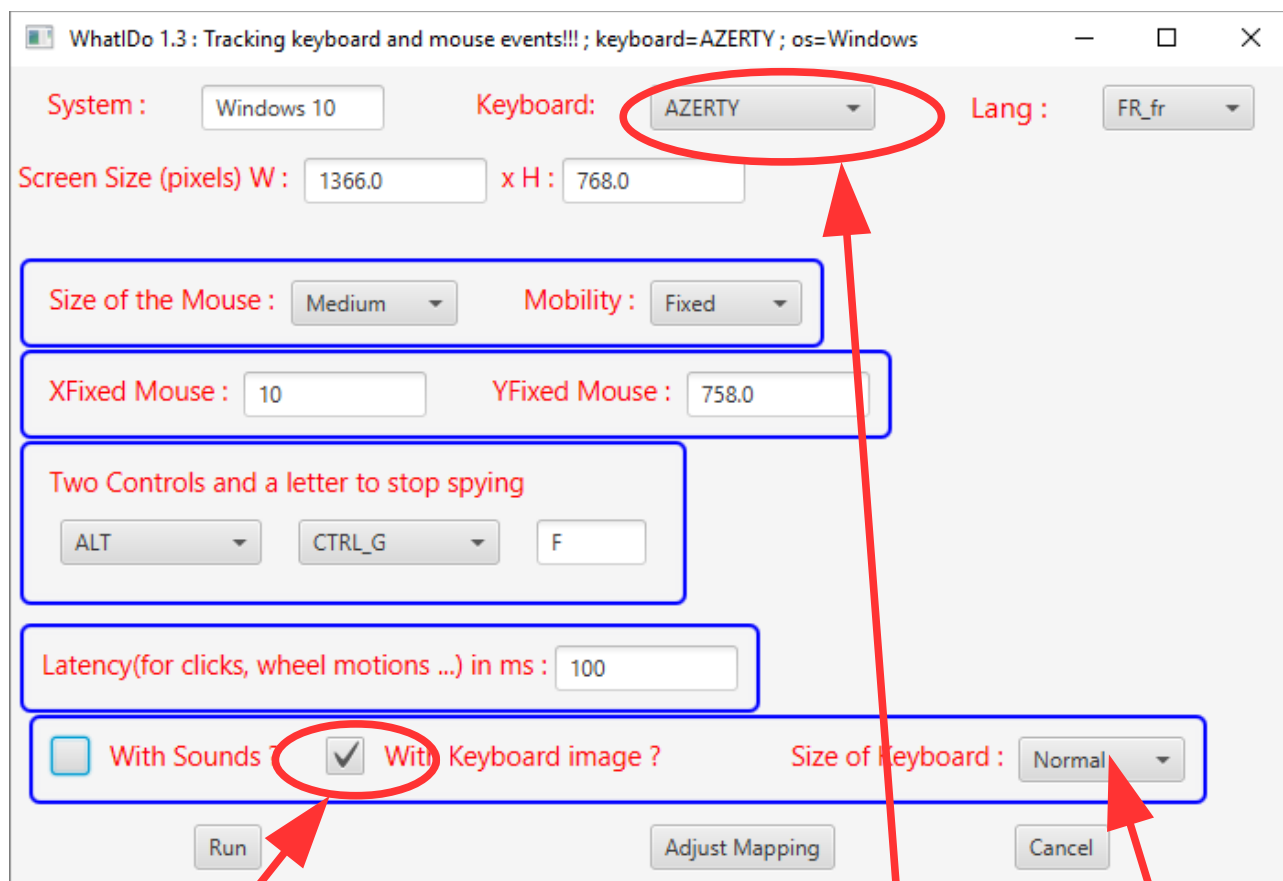 WhatIDo 1.3 : Tracking keyboard and mouse events!!! ; keyboard=AZERTY ; os=Windows
System : Windows 10 Keyboard: AZERTY Lang : FR_fr
Screen Size (pixels) W : 1366.0 x H : 768.0
Size of the Mouse : Medium Mobility : Fixed
XFixed Mouse : 10 YFixed Mouse : 758.0
Two Controls and a letter to stop spying
ALT CTRL_G F
Latency(for clicks, wheel motions ...) in ms : 100
With Sounds ? With Keyboard image ? Size of Keyboard : Normal
Run Adjust Mapping Cancel